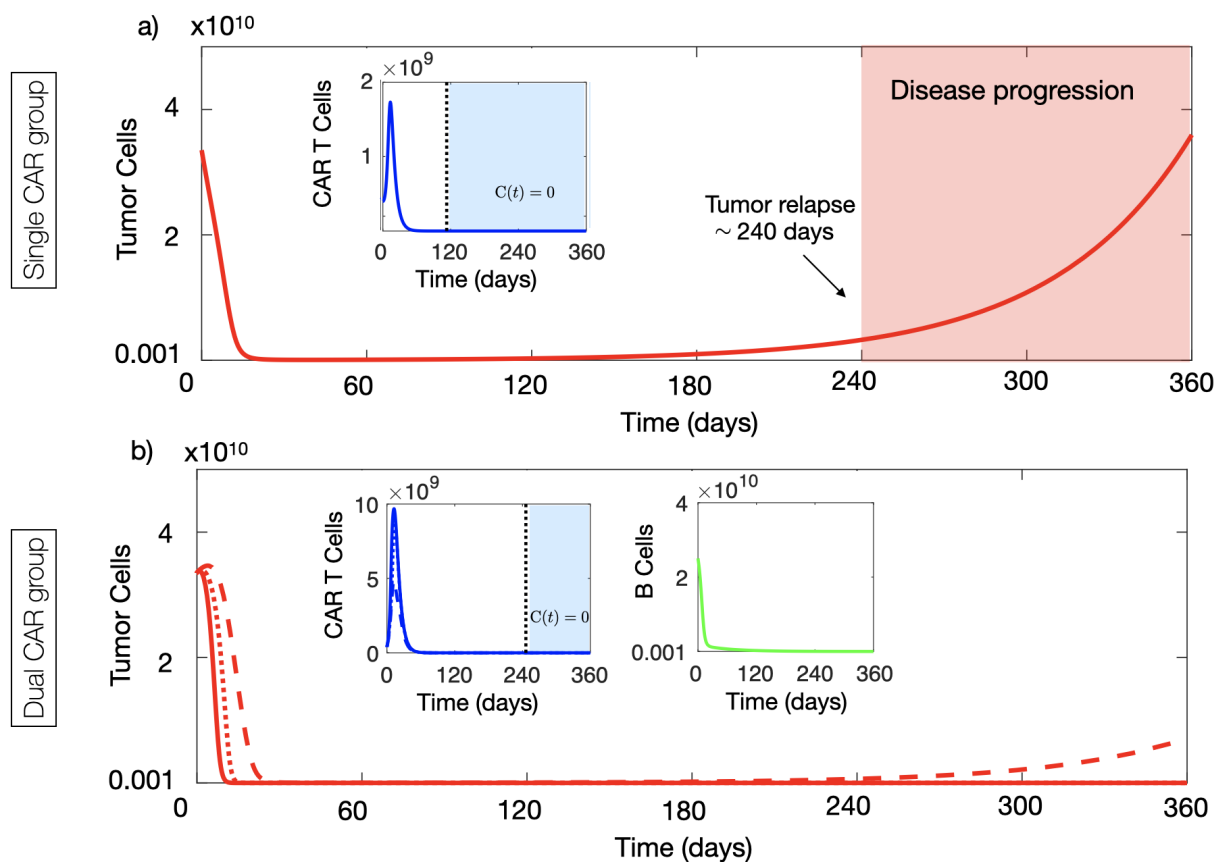 a)
x10¹⁰
Single CAR group
Tumor Cells
4
2
0.001
0 60 120 180 240 300 360
Time (days)
×10⁹
CAR T Cells
2
1
C(t) = 0
0 120 240 360
Time (days)
Disease progression
Tumor relapse
~ 240 days
b)
x10¹⁰
Dual CAR group
Tumor Cells
4
2
0.001
0 60 120 180 240 300 360
Time (days)
×10⁹
CAR T Cells
10
5
0
C(t) = 0
0 120 240 360
Time (days)
×10¹⁰
B Cells
4
2
0.001
0 120 240 360
Time (days)